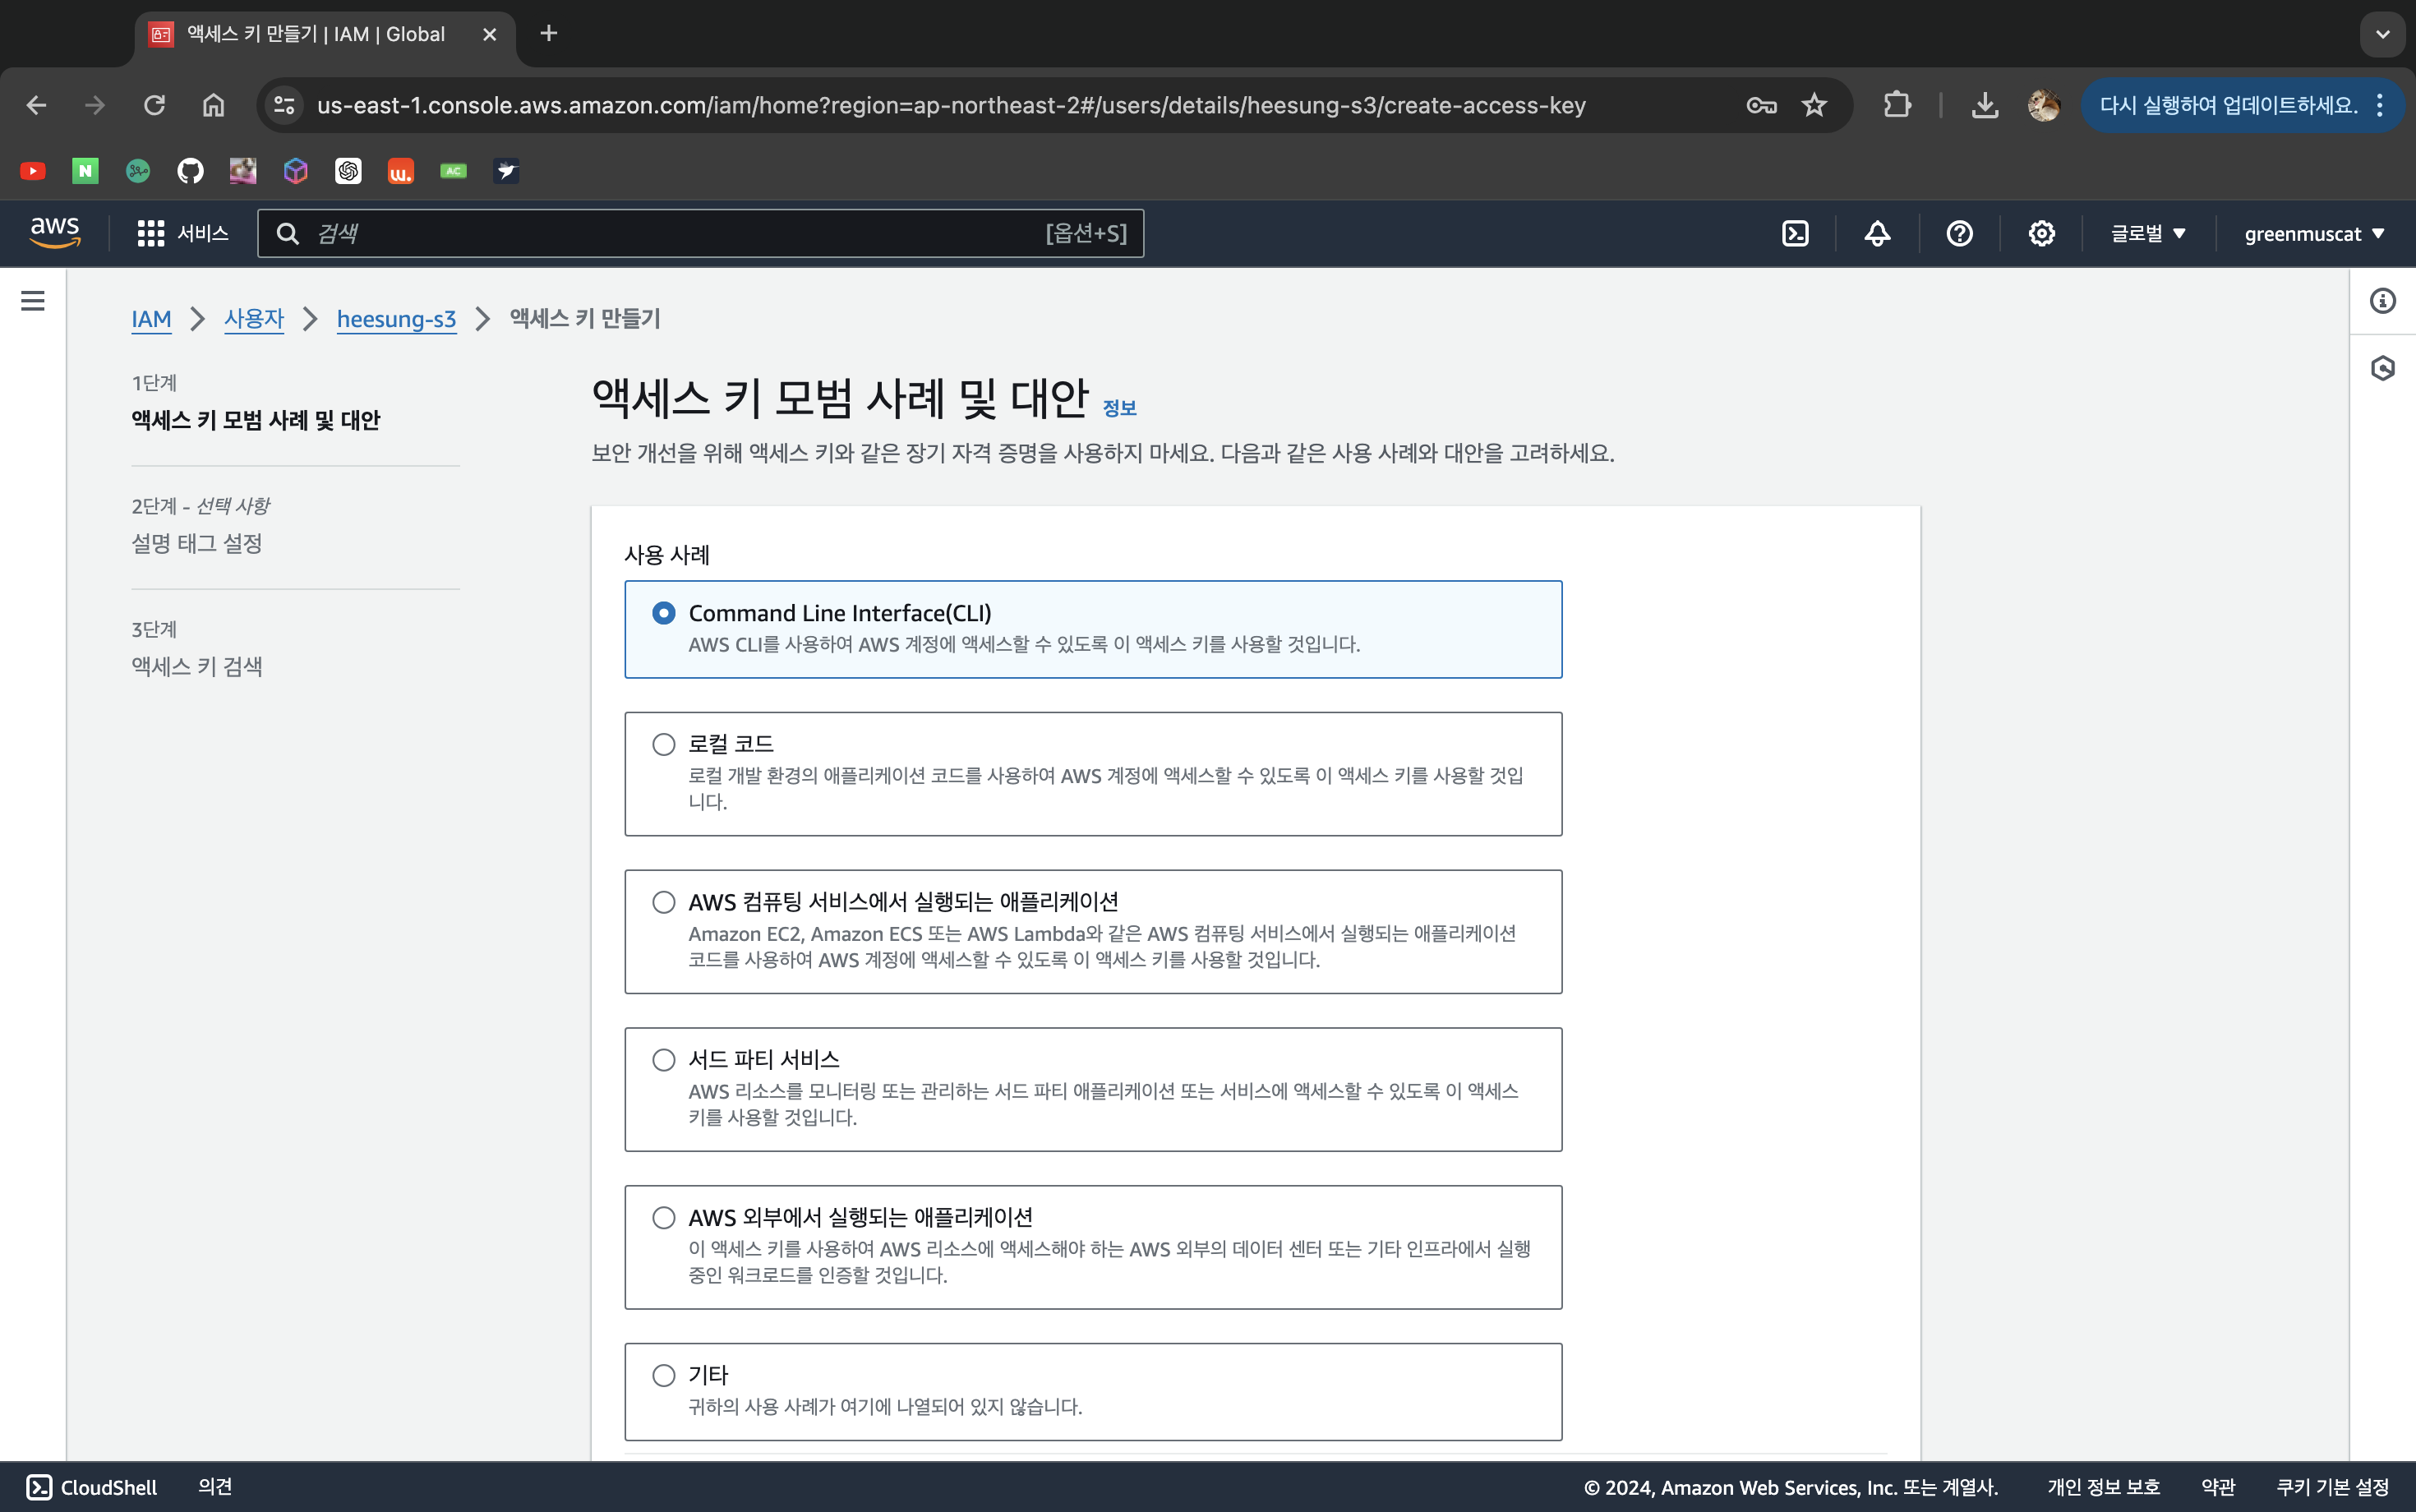 액세스 키 만들기 | IAM | Global
us-east-1.console.aws.amazon.com/iam/home?region=ap-northeast-2#/users/details/heesung-s3/create-access-key
다시 실행하여 업데이트하세요.
N
w.
AC
aws
서비스
검색
[옵션+S]
글로벌
greenmuscat
IAM
사용자
heesung-s3
액세스 키 만들기
1단계
액세스 키 모범 사례 및 대안
2단계 - 선택 사항
설명 태그 설정
3단계
액세스 키 검색
액세스 키 모범 사례 및 대안 정보
보안 개선을 위해 액세스 키와 같은 장기 자격 증명을 사용하지 마세요. 다음과 같은 사용 사례와 대안을 고려하세요.
사용 사례
Command Line Interface(CLI)
AWS CLI를 사용하여 AWS 계정에 액세스할 수 있도록 이 액세스 키를 사용할 것입니다.
로컬 코드
로컬 개발 환경의 애플리케이션 코드를 사용하여 AWS 계정에 액세스할 수 있도록 이 액세스 키를 사용할 것입
니다.
AWS 컴퓨팅 서비스에서 실행되는 애플리케이션
Amazon EC2, Amazon ECS 또는 AWS Lambda와 같은 AWS 컴퓨팅 서비스에서 실행되는 애플리케이션
코드를 사용하여 AWS 계정에 액세스할 수 있도록 이 액세스 키를 사용할 것입니다.
서드 파티 서비스
AWS 리소스를 모니터링 또는 관리하는 서드 파티 애플리케이션 또는 서비스에 액세스할 수 있도록 이 액세스
키를 사용할 것입니다.
AWS 외부에서 실행되는 애플리케이션
이 액세스 키를 사용하여 AWS 리소스에 액세스해야 하는 AWS 외부의 데이터 센터 또는 기타 인프라에서 실행
중인 워크로드를 인증할 것입니다.
기타
귀하의 사용 사례가 여기에 나열되어 있지 않습니다.
CloudShell
의견
© 2024, Amazon Web Services, Inc. 또는 계열사.
개인 정보 보호
약관
쿠키 기본 설정